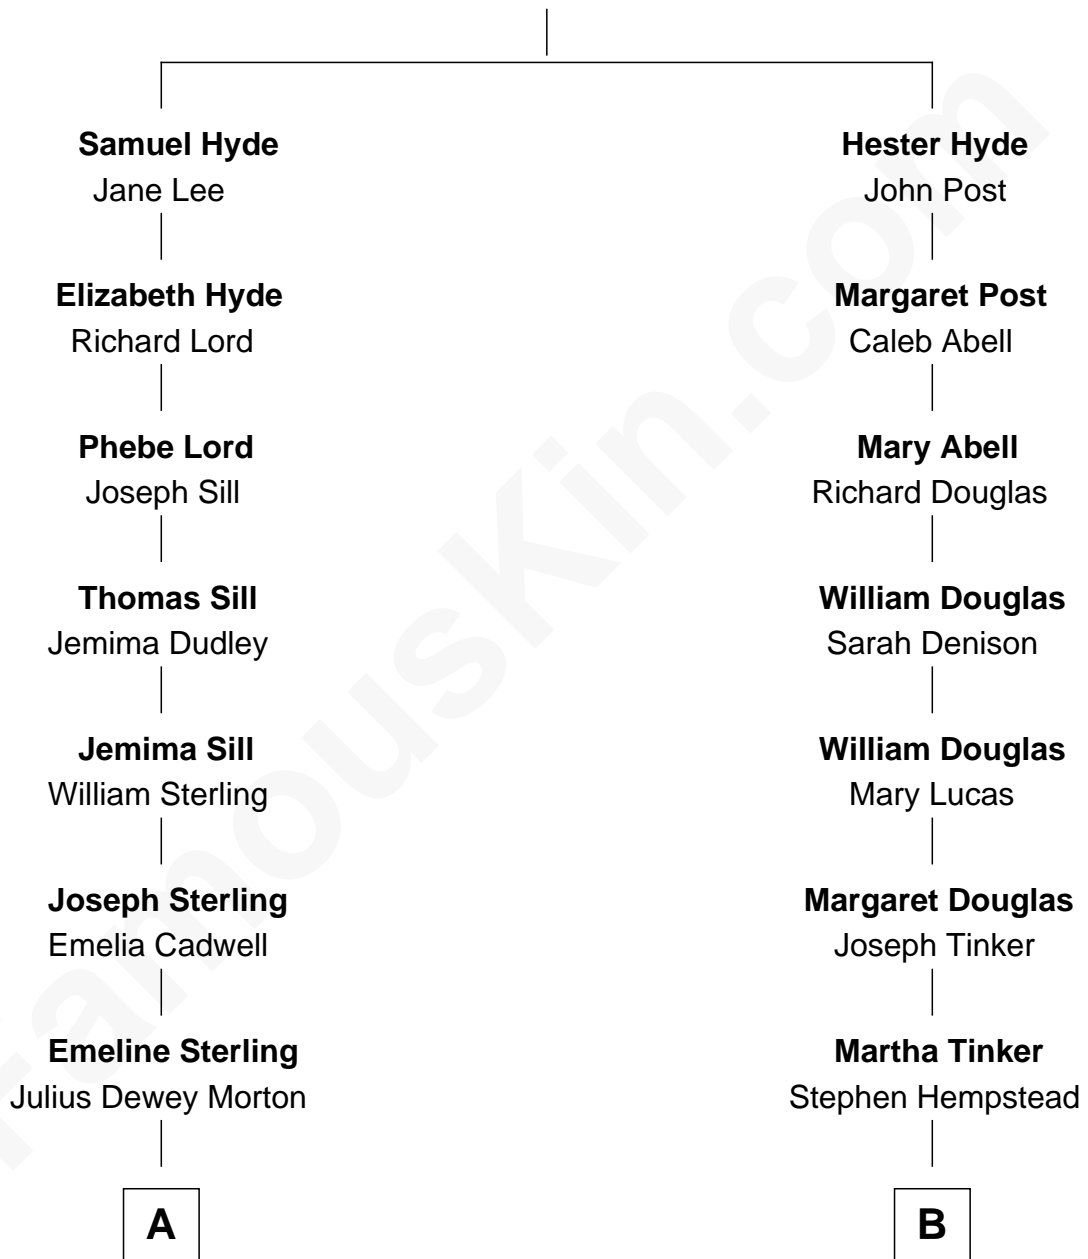 Samuel Hyde
Jane Lee
Elizabeth Hyde
Richard Lord
Phebe Lord
Joseph Sill
Thomas Sill
Jemima Dudley
Jemima Sill
William Sterling
Joseph Sterling
Emelia Cadwell
Emeline Sterling
Julius Dewey Morton
A
Hester Hyde
John Post
Margaret Post
Caleb Abell
Mary Abell
Richard Douglas
William Douglas
Sarah Denison
William Douglas
Mary Lucas
Margaret Douglas
Joseph Tinker
Martha Tinker
Stephen Hempstead
B
FamousKin.com